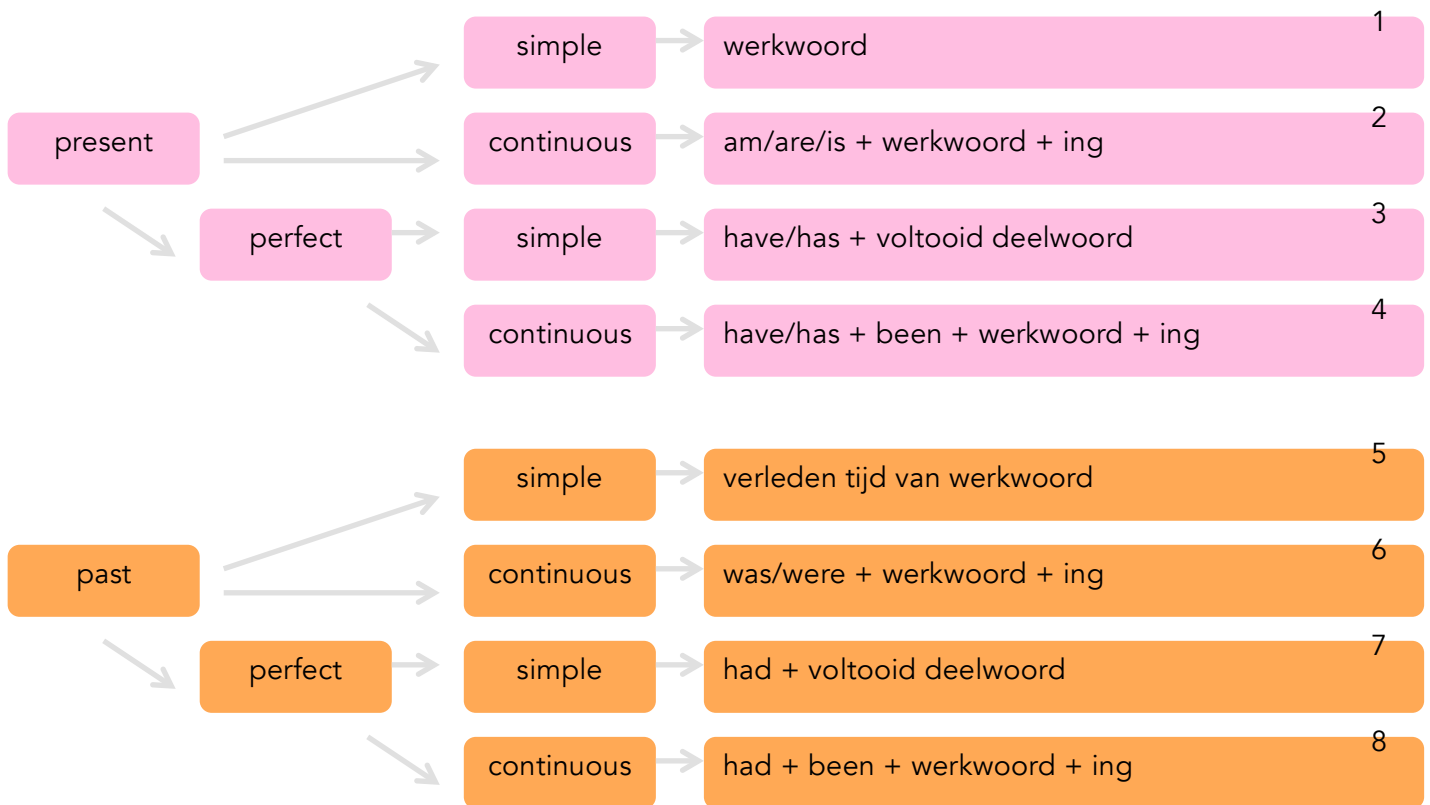 1
simple werkwoord
2
present continuous am/are/is + werkwoord + ing
3
perfect simple have/has + voltooid deelwoord
4
continuous have/has + been + werkwoord + ing
5
simple verleden tijd van werkwoord
6
past continuous was/were + werkwoord + ing
7
perfect simple had + voltooid deelwoord
8
continuous had + been + werkwoord + ing